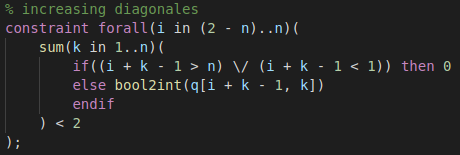 % increasing diagonales
constraint forall(i in (2 - n)..n)(
    sum(k in 1..n)(
        if((i + k - 1 > n) \/ (i + k - 1 < 1)) then 0
        else bool2int(q[i + k - 1, k])
        endif
    ) < 2
);